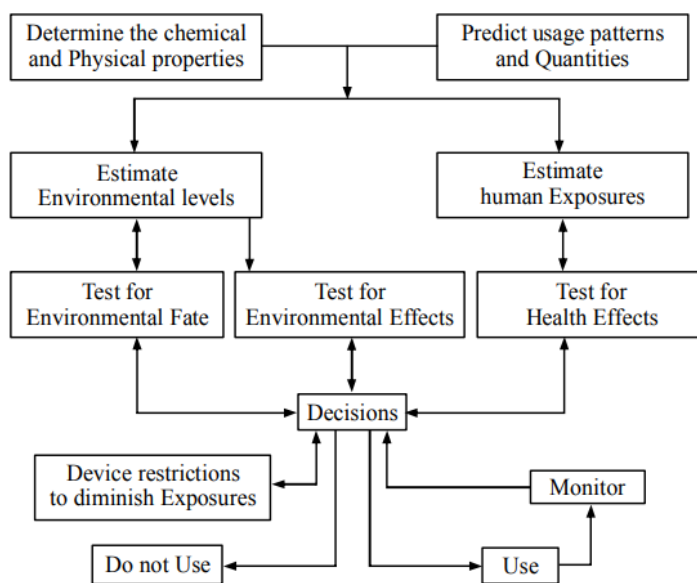 Determine the chemical
and Physical properties
Predict usage patterns
and Quantities
Estimate
Environmental levels
Estimate
human Exposures
Test for
Environmental Fate
Test for
Environmental Effects
Test for
Health Effects
Decisions
Device restrictions
to diminish Exposures
Monitor
Do not Use
Use